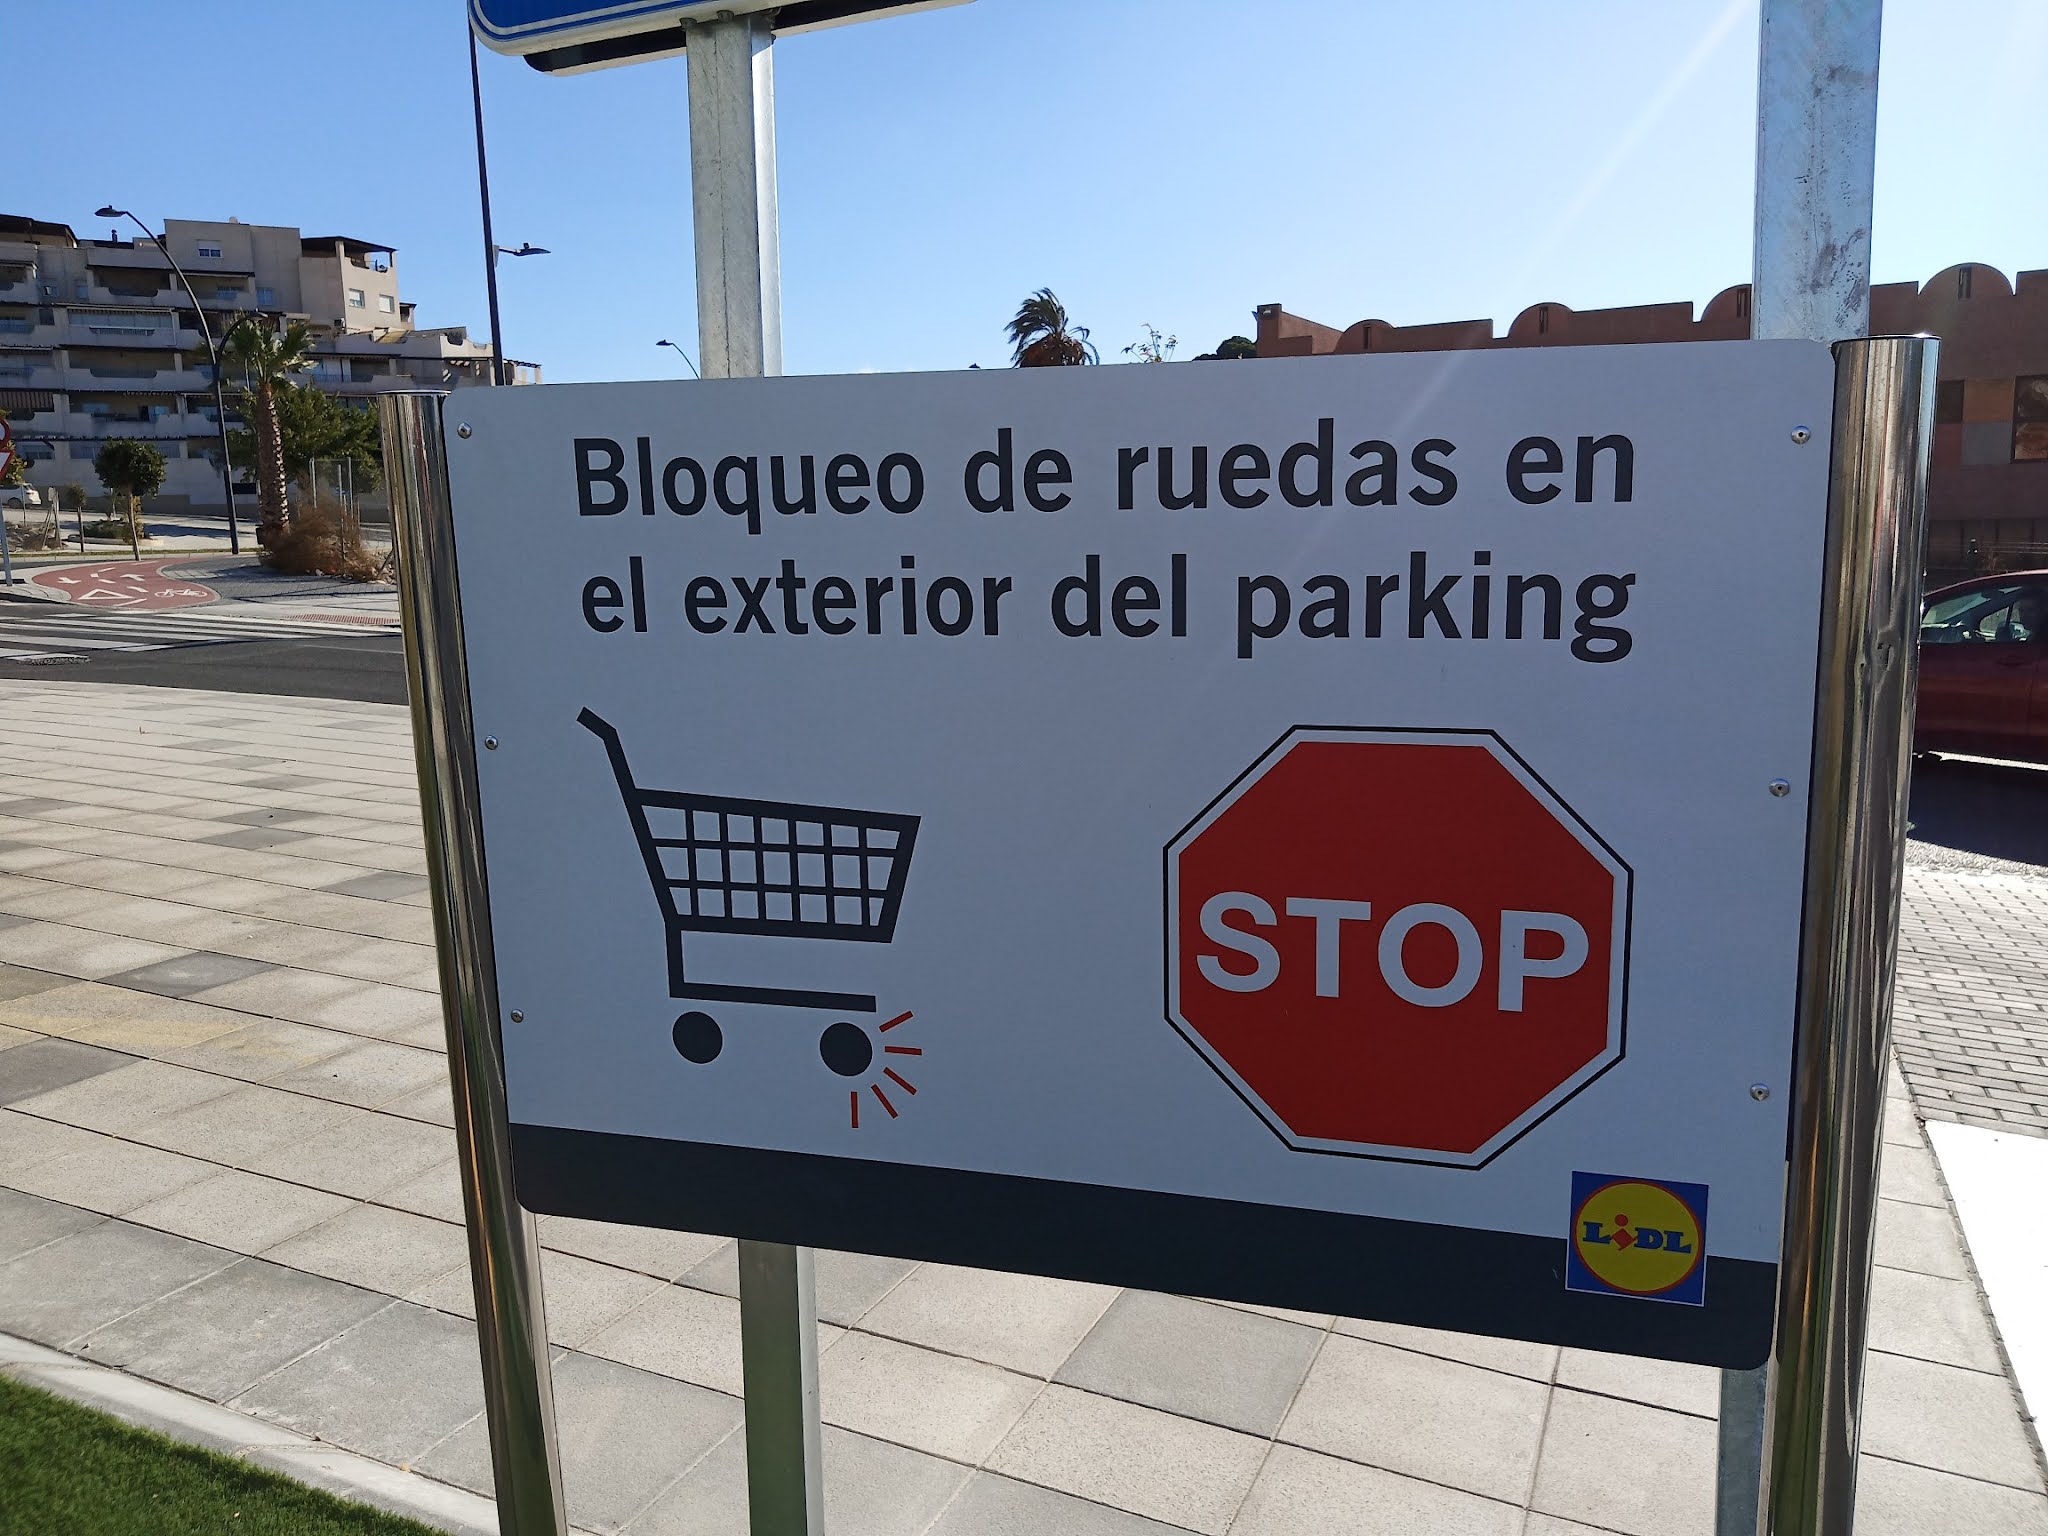 Bloqueo de ruedas en
el exterior del parking
STOP
LiDL